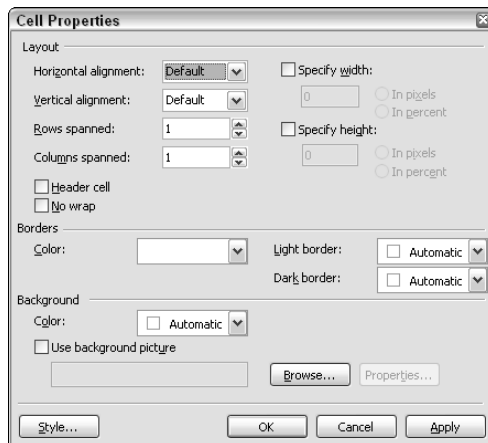 Cell Properties
Layout
Horizontal alignment: Default
Specify width:
Vertical alignment: Default
0
In pixels
In percent
Rows spanned: 1
Specify height:
Columns spanned: 1
0
In pixels
In percent
Header cell
No wrap
Borders
Color:
Light border: Automatic
Dark border: Automatic
Background
Color: Automatic
Use background picture
Browse... Properties...
Style... OK Cancel Apply